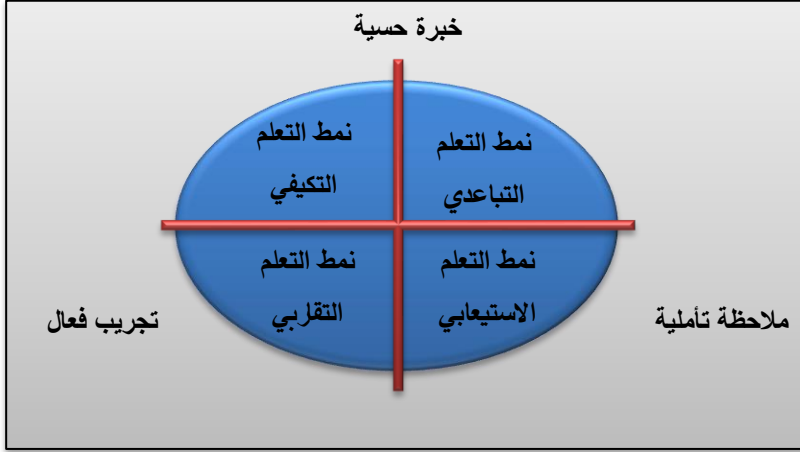 خبرة حسية
نمط التعلم
التباعدي
نمط التعلم
التكيفي
نمط التعلم
الاستيعابي
نمط التعلم
التقاربي
ملاحظة تأملية
تجريب فعال